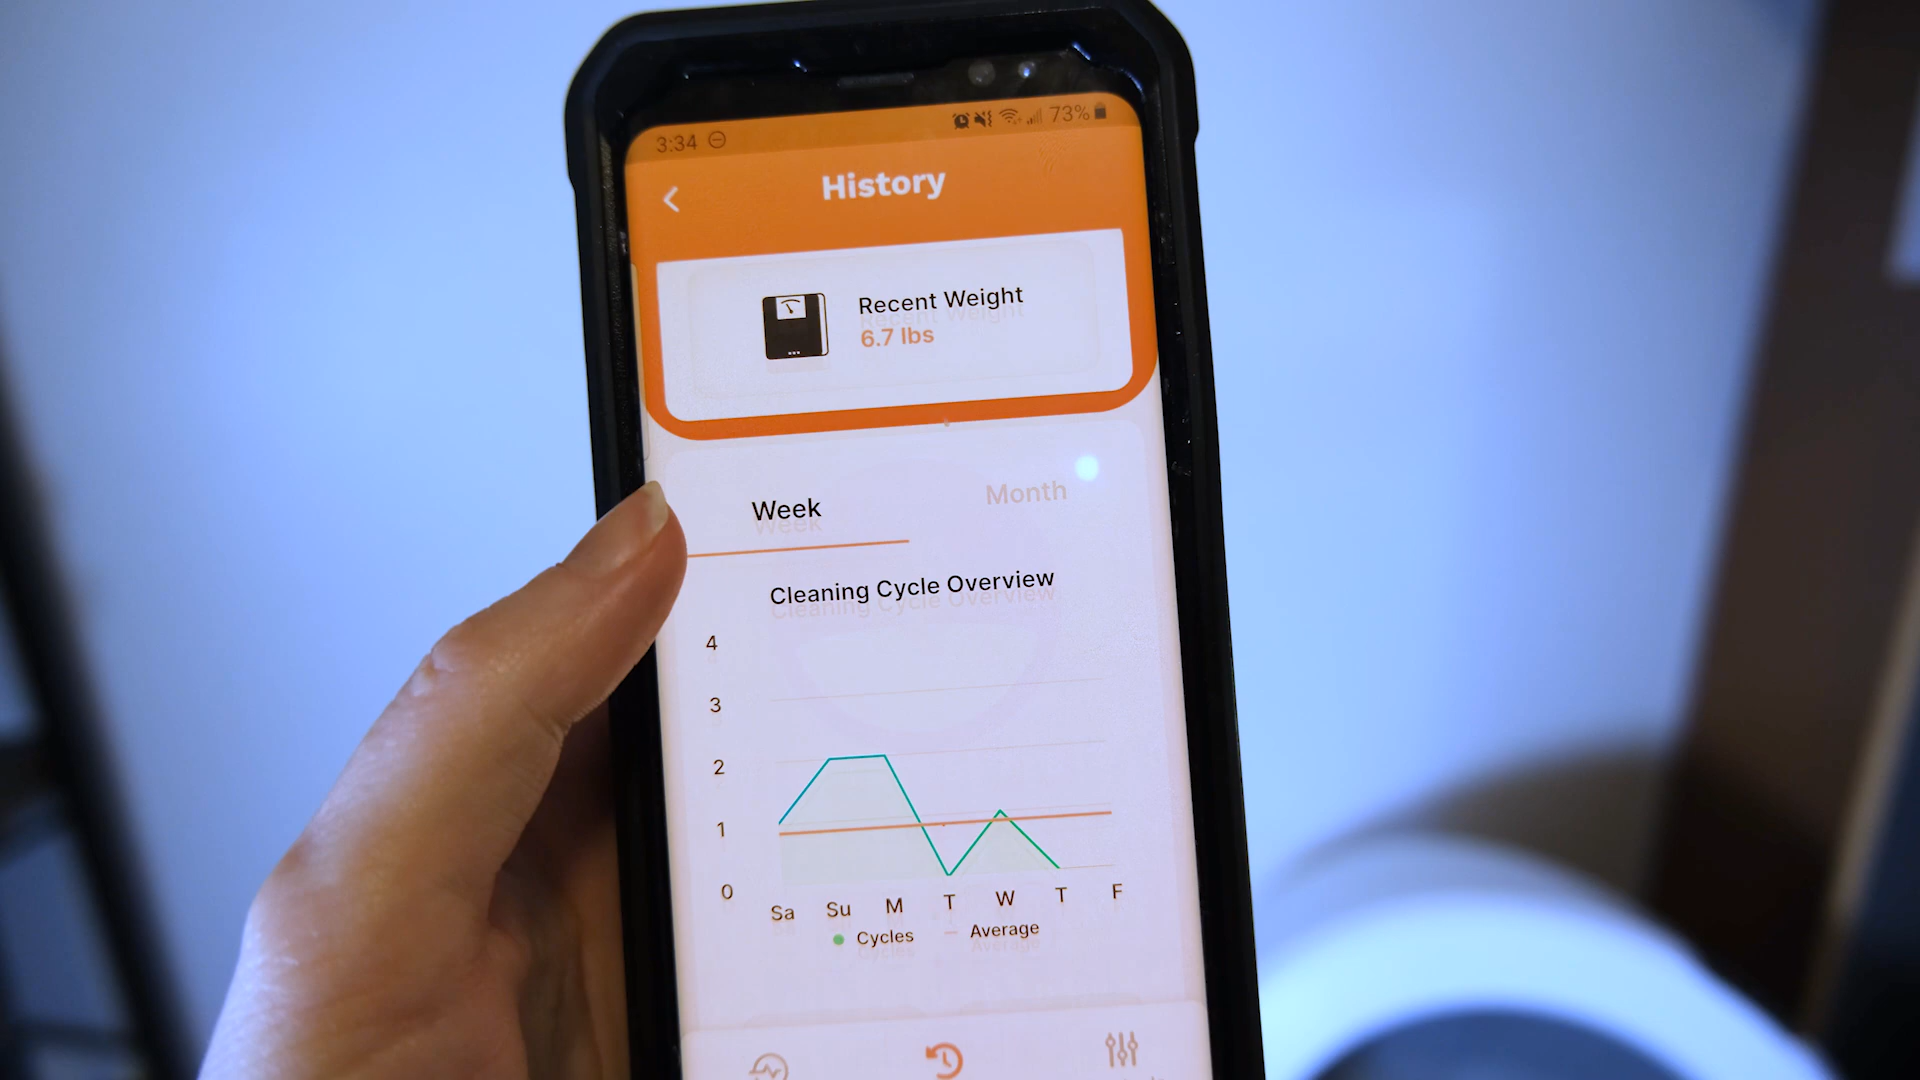 3:34 73%
History
Recent Weight
6.7 lbs
Week Month
Cleaning Cycle Overview
4
3
2
1
0
Sa Su M T W T F
Cycles Average